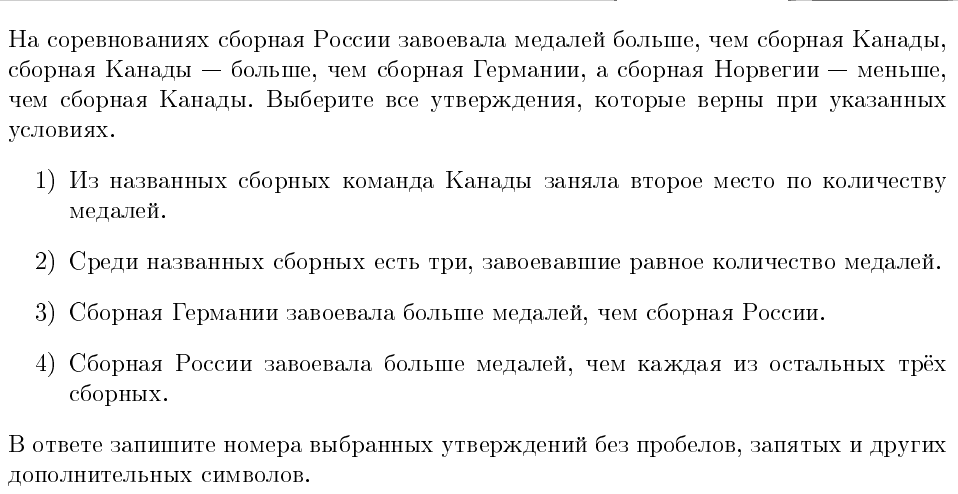 На соревнованиях сборная России завоевала медалей больше, чем сборная Канады,
сборная Канады — больше, чем сборная Германии, а сборная Норвегии — меньше,
чем сборная Канады. Выберите все утверждения, которые верны при указанных
условиях.
1) Из названных сборных команда Канады заняла второе место по количеству
медалей.
2) Среди названных сборных есть три, завоевавшие равное количество медалей.
3) Сборная Германии завоевала больше медалей, чем сборная России.
4) Сборная России завоевала больше медалей, чем каждая из остальных трёх
сборных.
В ответе запишите номера выбранных утверждений без пробелов, запятых и других
дополнительных символов.